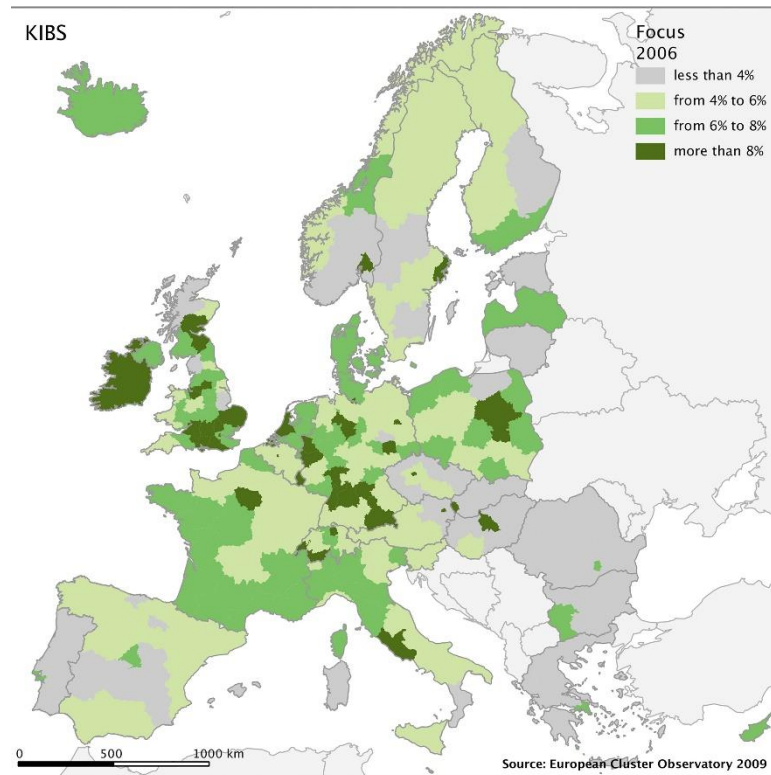 KIBS
Focus
2006
less than 4%
from 4% to 6%
from 6% to 8%
more than 8%
0 500 1000 km
Source: European Cluster Observatory 2009